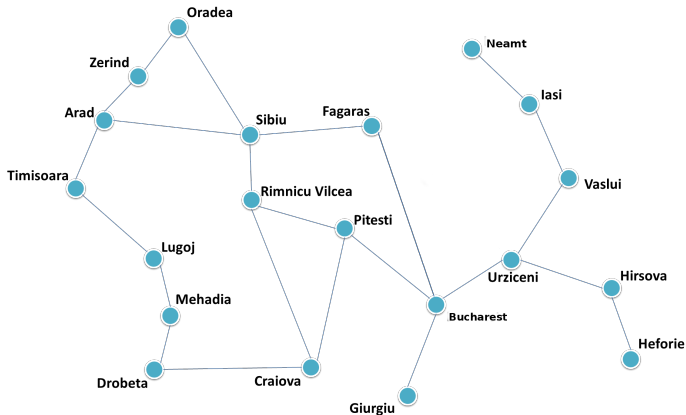 Oradea
Neamt
Zerind
Iasi
Arad
Sibiu
Fagaras
Timisoara
Rimnicu Vilcea
Vaslui
Pitesti
Lugoj
Urziceni
Hirsova
Mehadia
Bucharest
Heforie
Drobeta
Craiova
Giurgiu